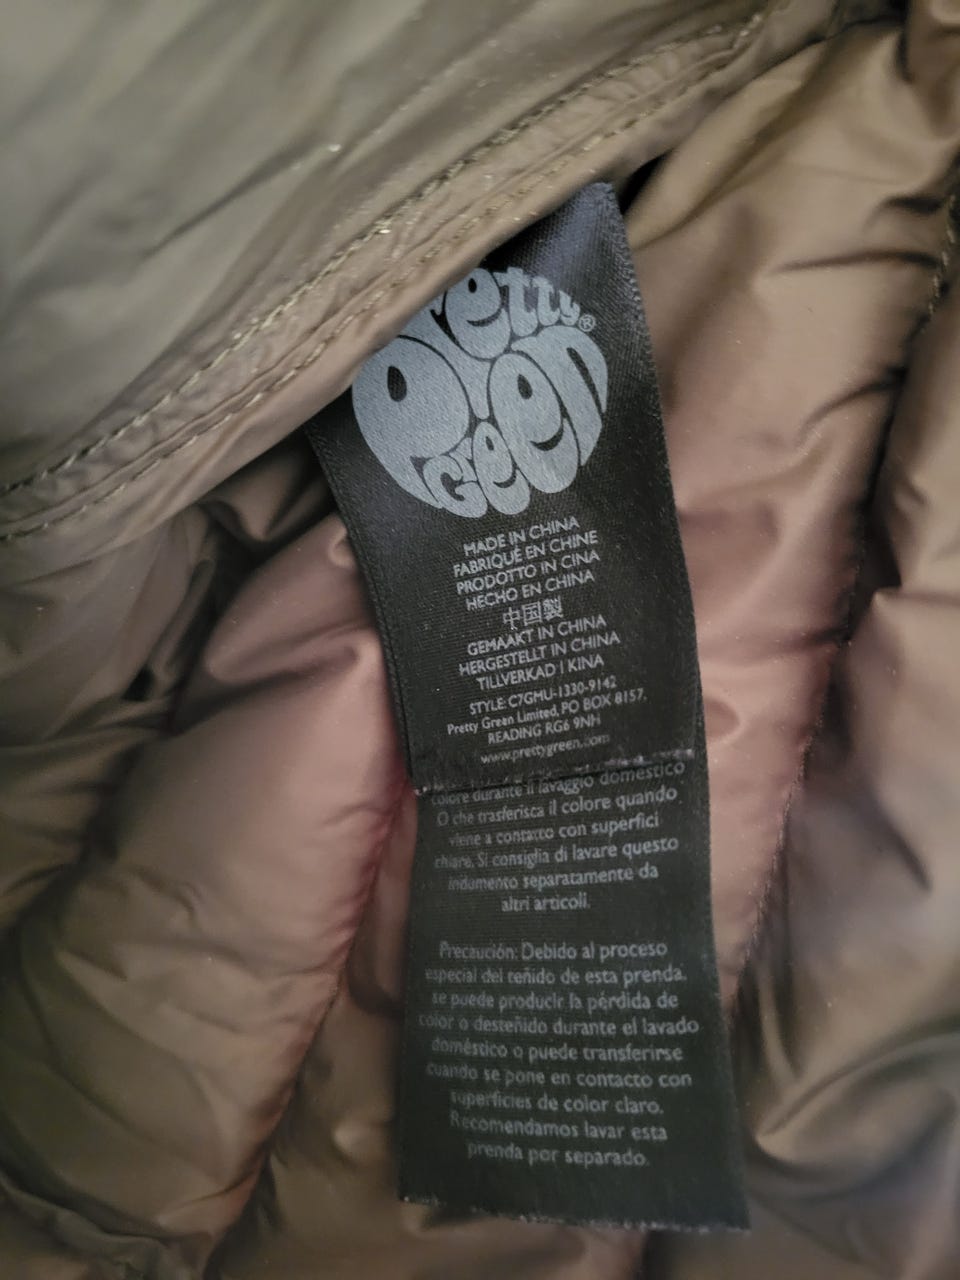 Pretty®
Green
MADE IN CHINA
FABRIQUÉ EN CHINE
PRODOTTO IN CINA
HECHO EN CHINA
中国製
GEMAAKT IN CHINA
HERGESTELLT IN CHINA
TILLVERKAD I KINA
STYLE: C7GMU-1330-9142
Pretty Green Limited, PO BOX 8157,
READING RG6 9NH
www.prettygreen.com
colore durante il lavaggio domestico
O che trasferisca il colore quando
viene a contatto con superfici
chiare. Si consiglia di lavare questo
indumento separatamente da
altri articoli.
Precaución: Debido al proceso
especial del teñido de esta prenda,
se puede producir la pérdida de
color o desteñido durante el lavado
doméstico o puede transferirse
cuando se pone en contacto con
superficies de color claro.
Recomendamos lavar esta
prenda por separado.